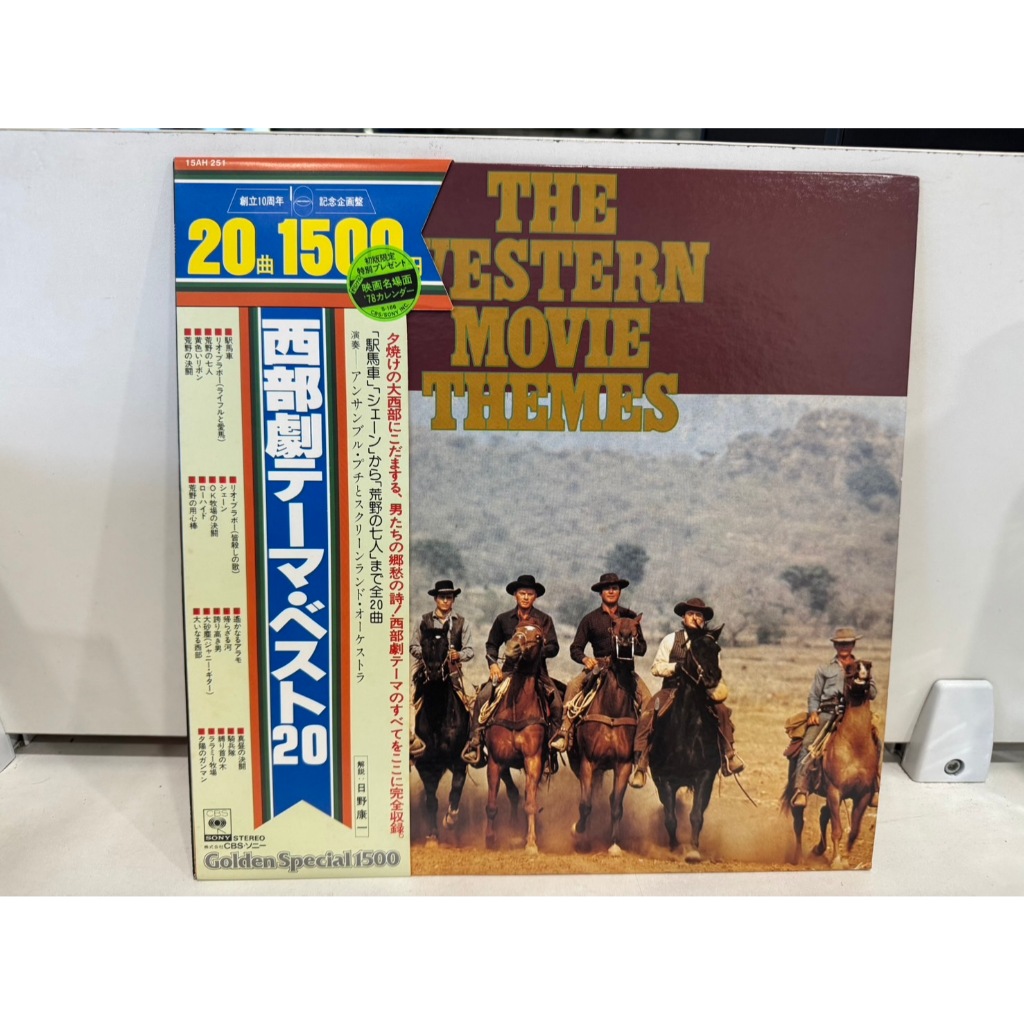 15AH 251
創立10周年 10 記念企画盤
20曲 1500
初版限定
特別プレゼント
映画名場面
'78カレンダー
CBS/SONY INC.
THE
WESTERN
MOVIE
THEMES
西部劇テーマ・ベスト20
夕焼けの大西部にこだまする、男たちの郷愁の詩!西部劇テーマのすべてをここに完全収録。
「駅馬車」「シェーン」から「荒野の七人」まで全20曲
演奏——アンサンブル・プチとスクリーンランド・オーケストラ
解説:日野康一
■駅馬車
■リオ・ブラボー(ライフルと愛馬)
■荒野の七人
■黄色いリボン
■荒野の決闘
■リオ・ブラボー(皆殺しの歌)
■シェーン
■OK牧場の決闘
■ローハイド
■荒野の用心棒
■遙かなるアラモ
■帰らざる河
■誇り高き男
■大砂塵(ジャニー・ギター)
■大いなる西部
■真昼の決闘
■騎兵隊
■縛り首の木
■ララミー牧場
■夕陽のガンマン
CBS
SONY STEREO
株式会社CBS・ソニー
Golden Special 1500